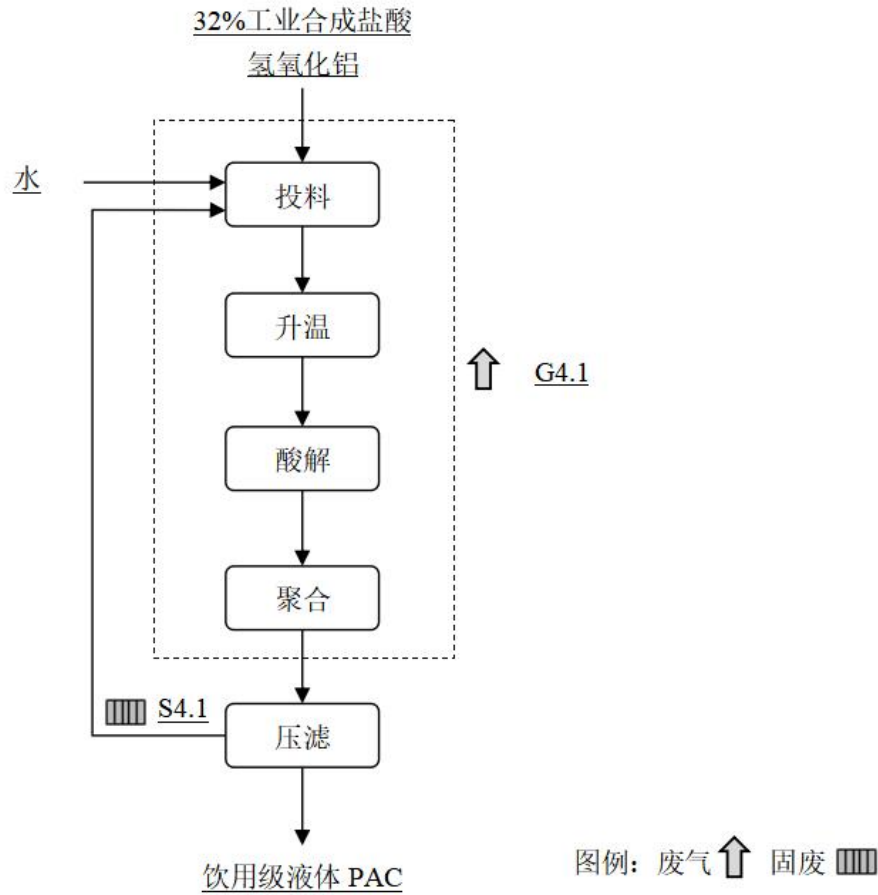 32%工业合成盐酸
氢氧化铝
水
投料
升温
G4.1
酸解
聚合
S4.1
压滤
饮用级液体 PAC
图例：废气 固废